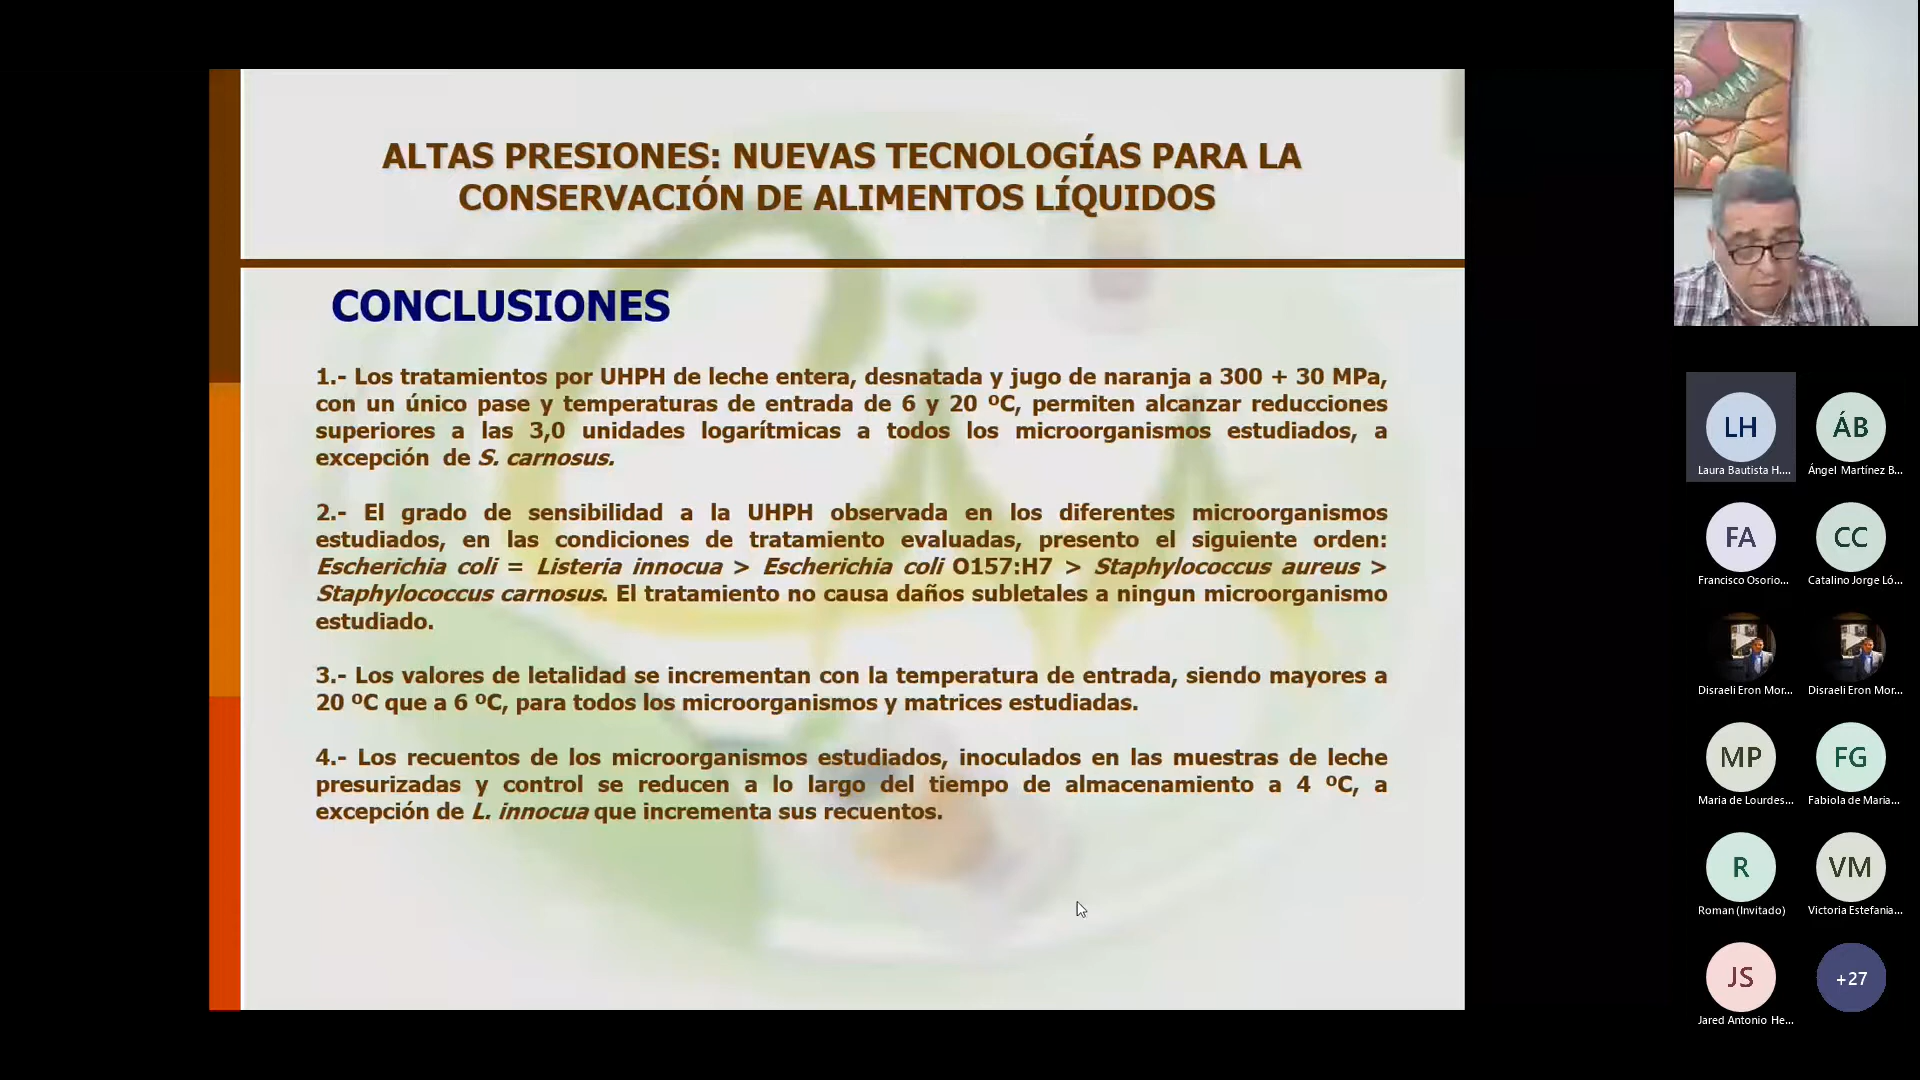 ALTAS PRESIONES: NUEVAS TECNOLOGÍAS PARA LA
CONSERVACIÓN DE ALIMENTOS LÍQUIDOS
CONCLUSIONES
1.- Los tratamientos por UHPH de leche entera, desnatada y jugo de naranja a 300 + 30 MPa,
con un único pase y temperaturas de entrada de 6 y 20 ºC, permiten alcanzar reducciones
superiores a las 3,0 unidades logarítmicas a todos los microorganismos estudiados, a
excepción de S. carnosus.
2.- El grado de sensibilidad a la UHPH observada en los diferentes microorganismos
estudiados, en las condiciones de tratamiento evaluadas, presento el siguiente orden:
Escherichia coli = Listeria innocua > Escherichia coli O157:H7 > Staphylococcus aureus >
Staphylococcus carnosus. El tratamiento no causa daños subletales a ningun microorganismo
estudiado.
3.- Los valores de letalidad se incrementan con la temperatura de entrada, siendo mayores a
20 ºC que a 6 ºC, para todos los microorganismos y matrices estudiadas.
4.- Los recuentos de los microorganismos estudiados, inoculados en las muestras de leche
presurizadas y control se reducen a lo largo del tiempo de almacenamiento a 4 ºC, a
excepción de L. innocua que incrementa sus recuentos.
LH
Laura Bautista H....
ÁB
Ángel Martínez B...
FA
Francisco Osorio...
CC
Catalino Jorge Ló...
Disraeli Eron Mor...
Disraeli Eron Mor...
MP
Maria de Lourdes...
FG
Fabiola de Maria...
R
Roman (Invitado)
VM
Victoria Estefania...
JS
Jared Antonio He...
+27